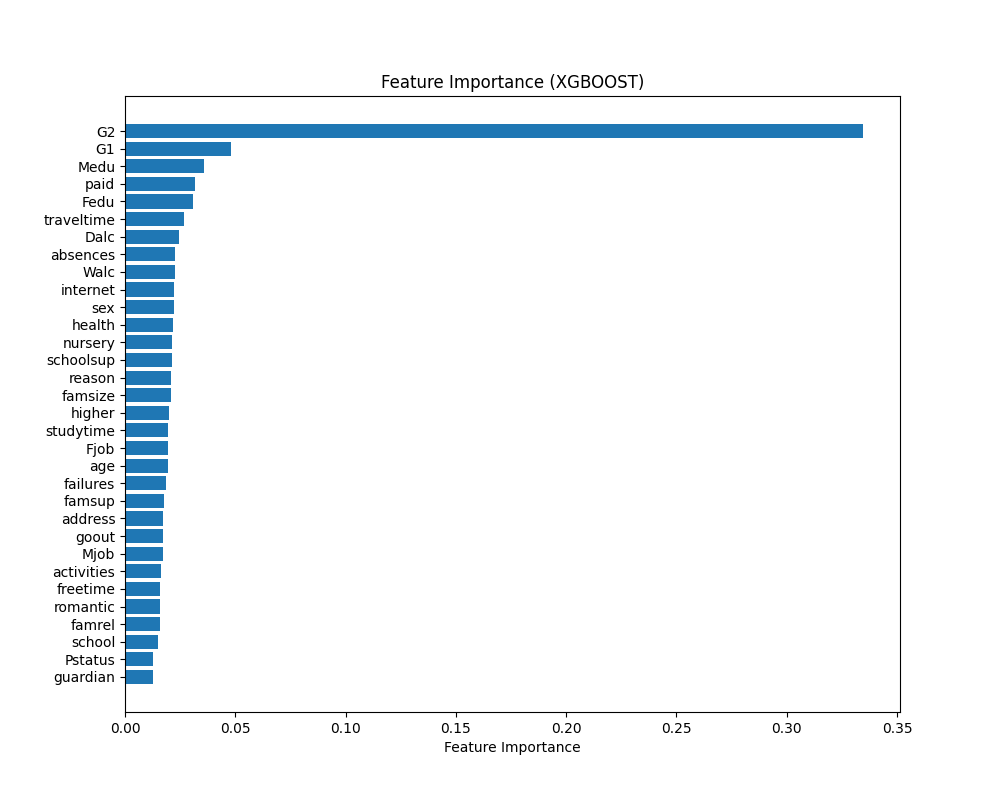 Feature Importance (XGBOOST)
G2
G1
Medu
paid
Fedu
traveltime
Dalc
absences
Walc
internet
sex
health
nursery
schoolsup
reason
famsize
higher
studytime
Fjob
age
failures
famsup
address
goout
Mjob
activities
freetime
romantic
famrel
school
Pstatus
guardian
0.00 0.05 0.10 0.15 0.20 0.25 0.30 0.35
Feature Importance